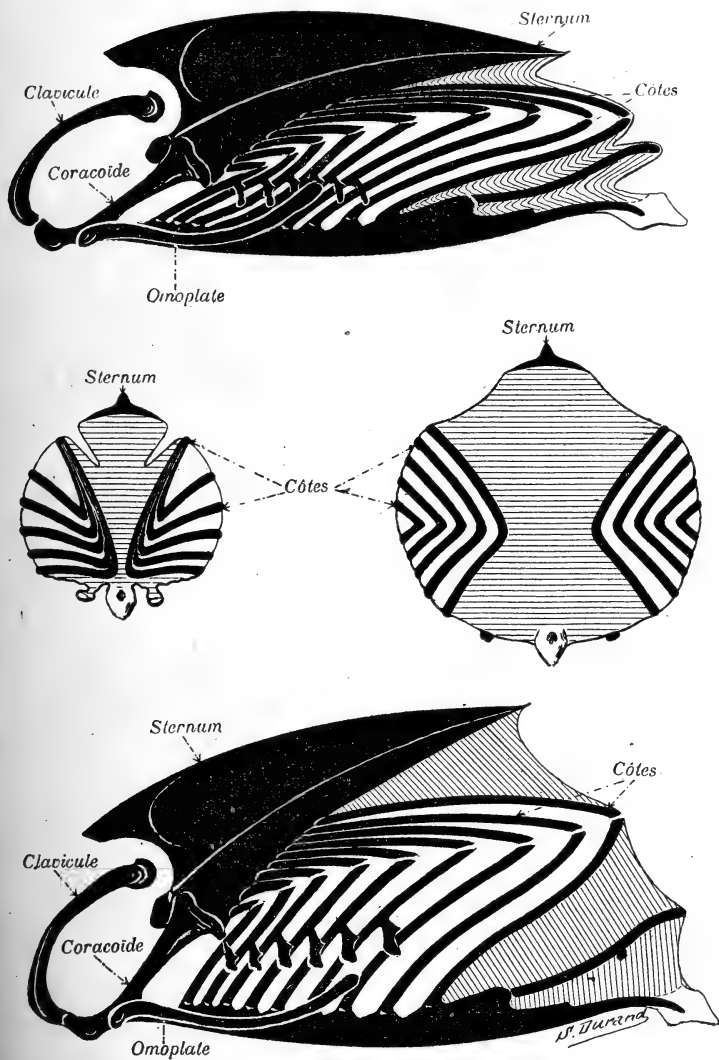 Sternum
Clavicule
Côtes
Coracoïde
Omoplate
Sternum
Sternum
Côtes
Sternum
Côtes
Clavicule
Coracoïde
Omoplate
S. Durand